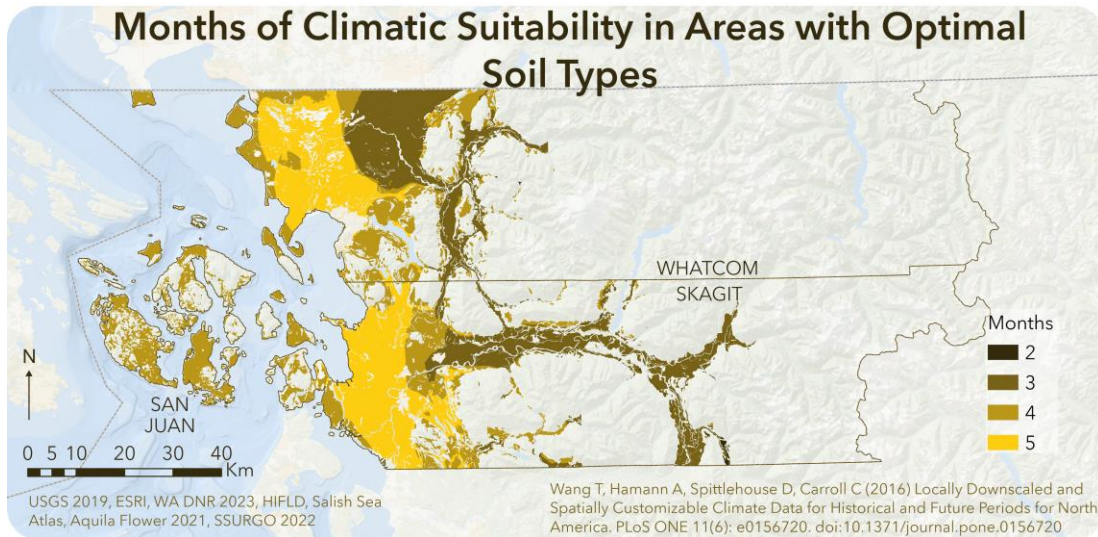 Months of Climatic Suitability in Areas with Optimal
Soil Types
WHATCOM
SKAGIT
SAN
JUAN
N
0 5 10 20 30 40
Km
Months
2
3
4
5
USGS 2019, ESRI, WA DNR 2023, HIFLD, Salish Sea
Atlas, Aquila Flower 2021, SSURGO 2022
Wang T, Hamann A, Spittlehouse D, Carroll C (2016) Locally Downscaled and
Spatially Customizable Climate Data for Historical and Future Periods for North
America. PLoS ONE 11(6): e0156720. doi:10.1371/journal.pone.0156720